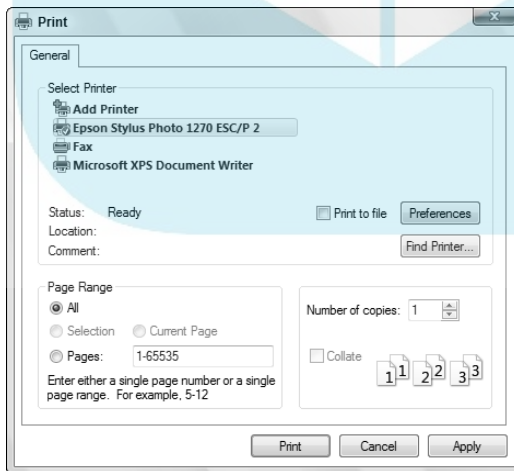 Print
General
Select Printer
Add Printer
Epson Stylus Photo 1270 ESC/P 2
Fax
Microsoft XPS Document Writer
Status: Ready
Print to file
Preferences
Location:
Comment:
Find Printer...
Page Range
All
Selection
Current Page
Pages: 1-65535
Enter either a single page number or a single
page range. For example, 5-12
Number of copies: 1
Collate
1 1 2 2 3 3
Print
Cancel
Apply